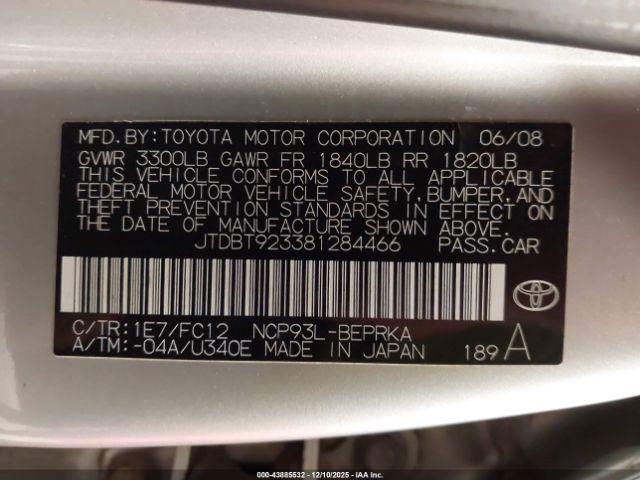 MFD.BY:TOYOTA MOTOR CORPORATION 06/08
GVWR 3300LB GAWR FR 1840LB RR 1820LB
THIS VEHICLE CONFORMS TO ALL APPLICABLE
FEDERAL MOTOR VEHICLE SAFETY, BUMPER, AND
THEFT PREVENTION STANDARDS IN EFFECT ON
THE DATE OF MANUFACTURE SHOWN ABOVE.
JTDBT923381284466 PASS.CAR
C/TR:1E7/FC12 NCP93L-BEPRKA
A/TM:-04A/U340E MADE IN JAPAN 189 A
000-43885532 - 12/10/2025 - IAA Inc.